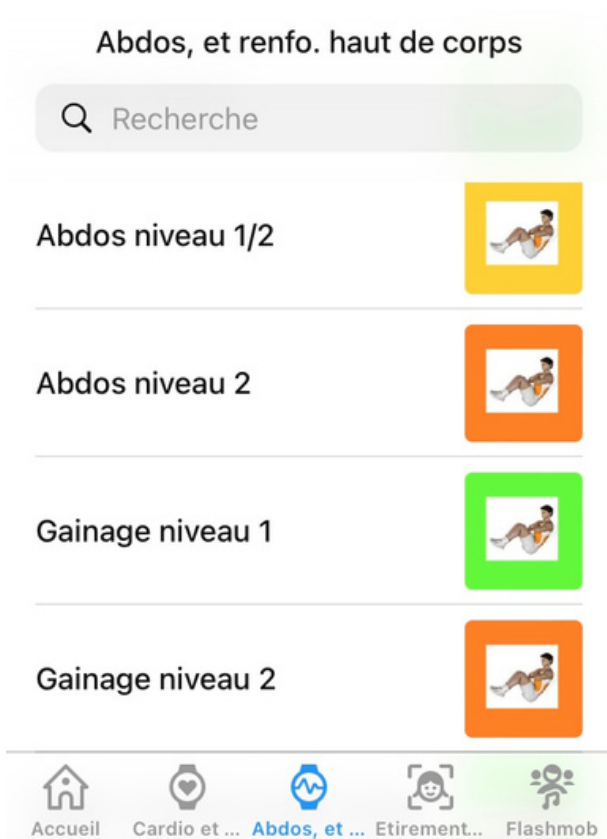 Abdos, et renfo. haut de corps
Recherche
Abdos niveau 1/2
Abdos niveau 2
Gainage niveau 1
Gainage niveau 2
Accueil Cardio et ... Abdos, et ... Etirement... Flashmob